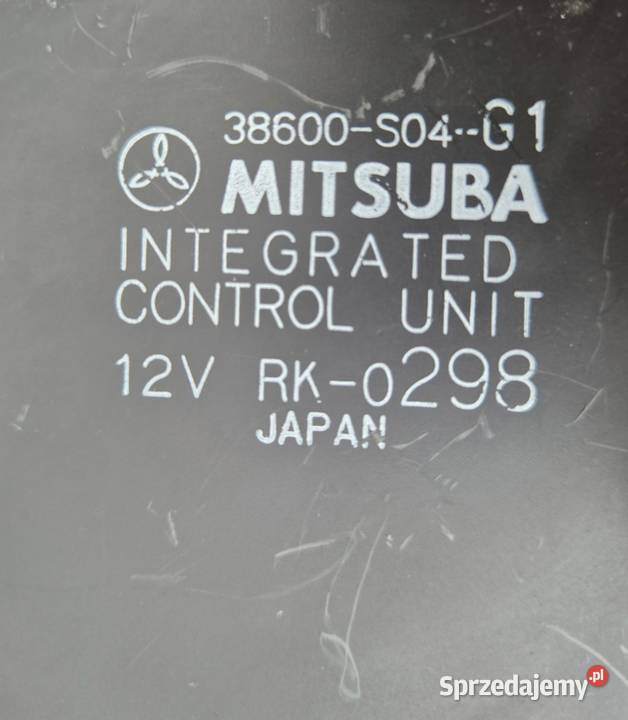 38600-S04--G1
MITSUBA
INTEGRATED
CONTROL UNIT
12V RK-0298
JAPAN
Sprzedajemy.pl